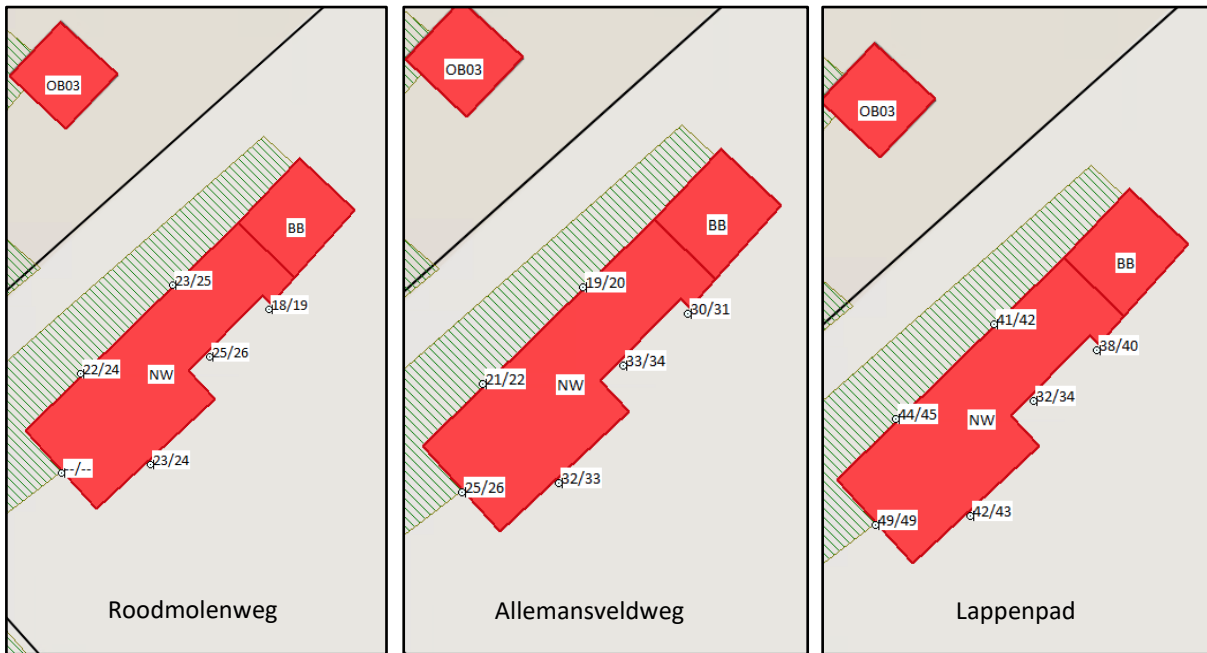 OB03
BB
23/25
18/19
25/26
22/24
NW
23/24
--/--
Roodmolenweg
OB03
BB
19/20
30/31
33/34
21/22
NW
32/33
25/26
Allemansveldweg
OB03
BB
41/42
38/40
32/34
44/45
NW
42/43
49/49
Lappenpad